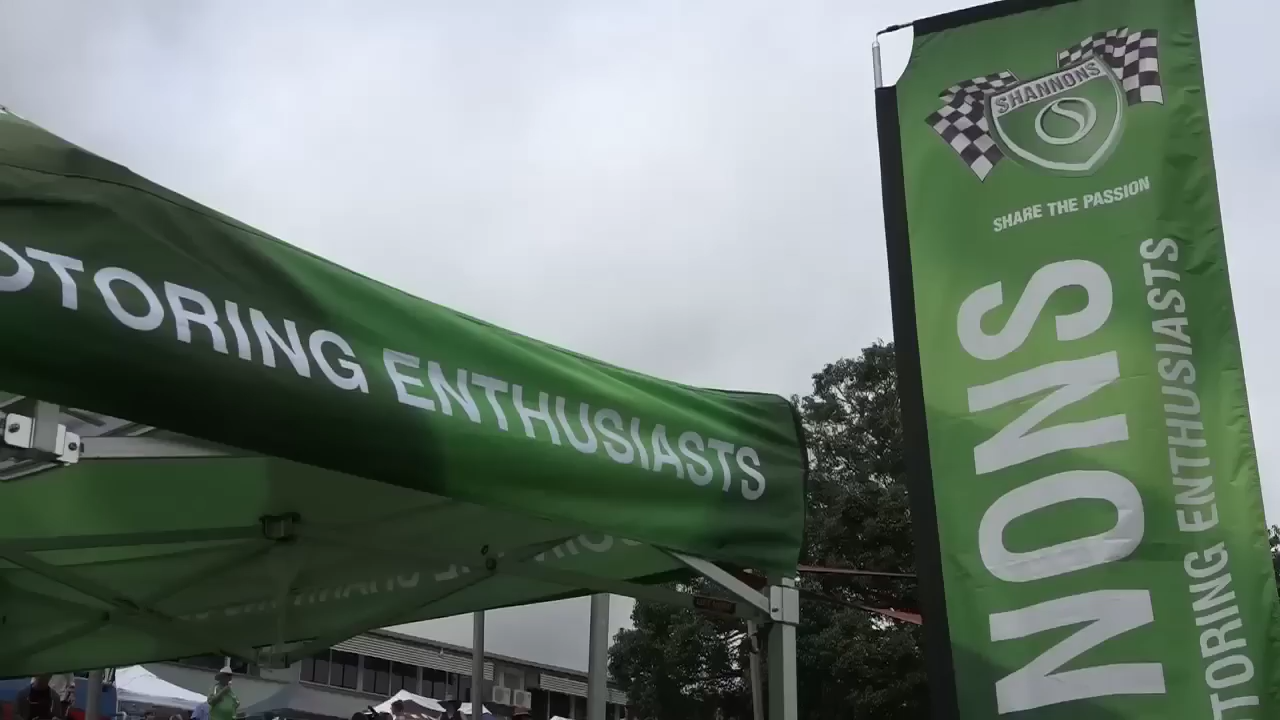 OTORING ENTHUSIASTS
SHANNONS
SHARE THE PASSION
NONS
TORING ENTHUSIASTS